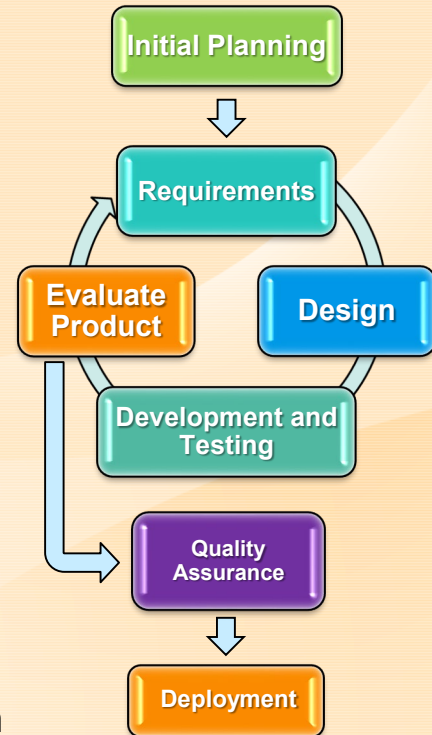 Initial Planning
Requirements
Evaluate
Product
Design
Development and
Testing
Quality
Assurance
Deployment